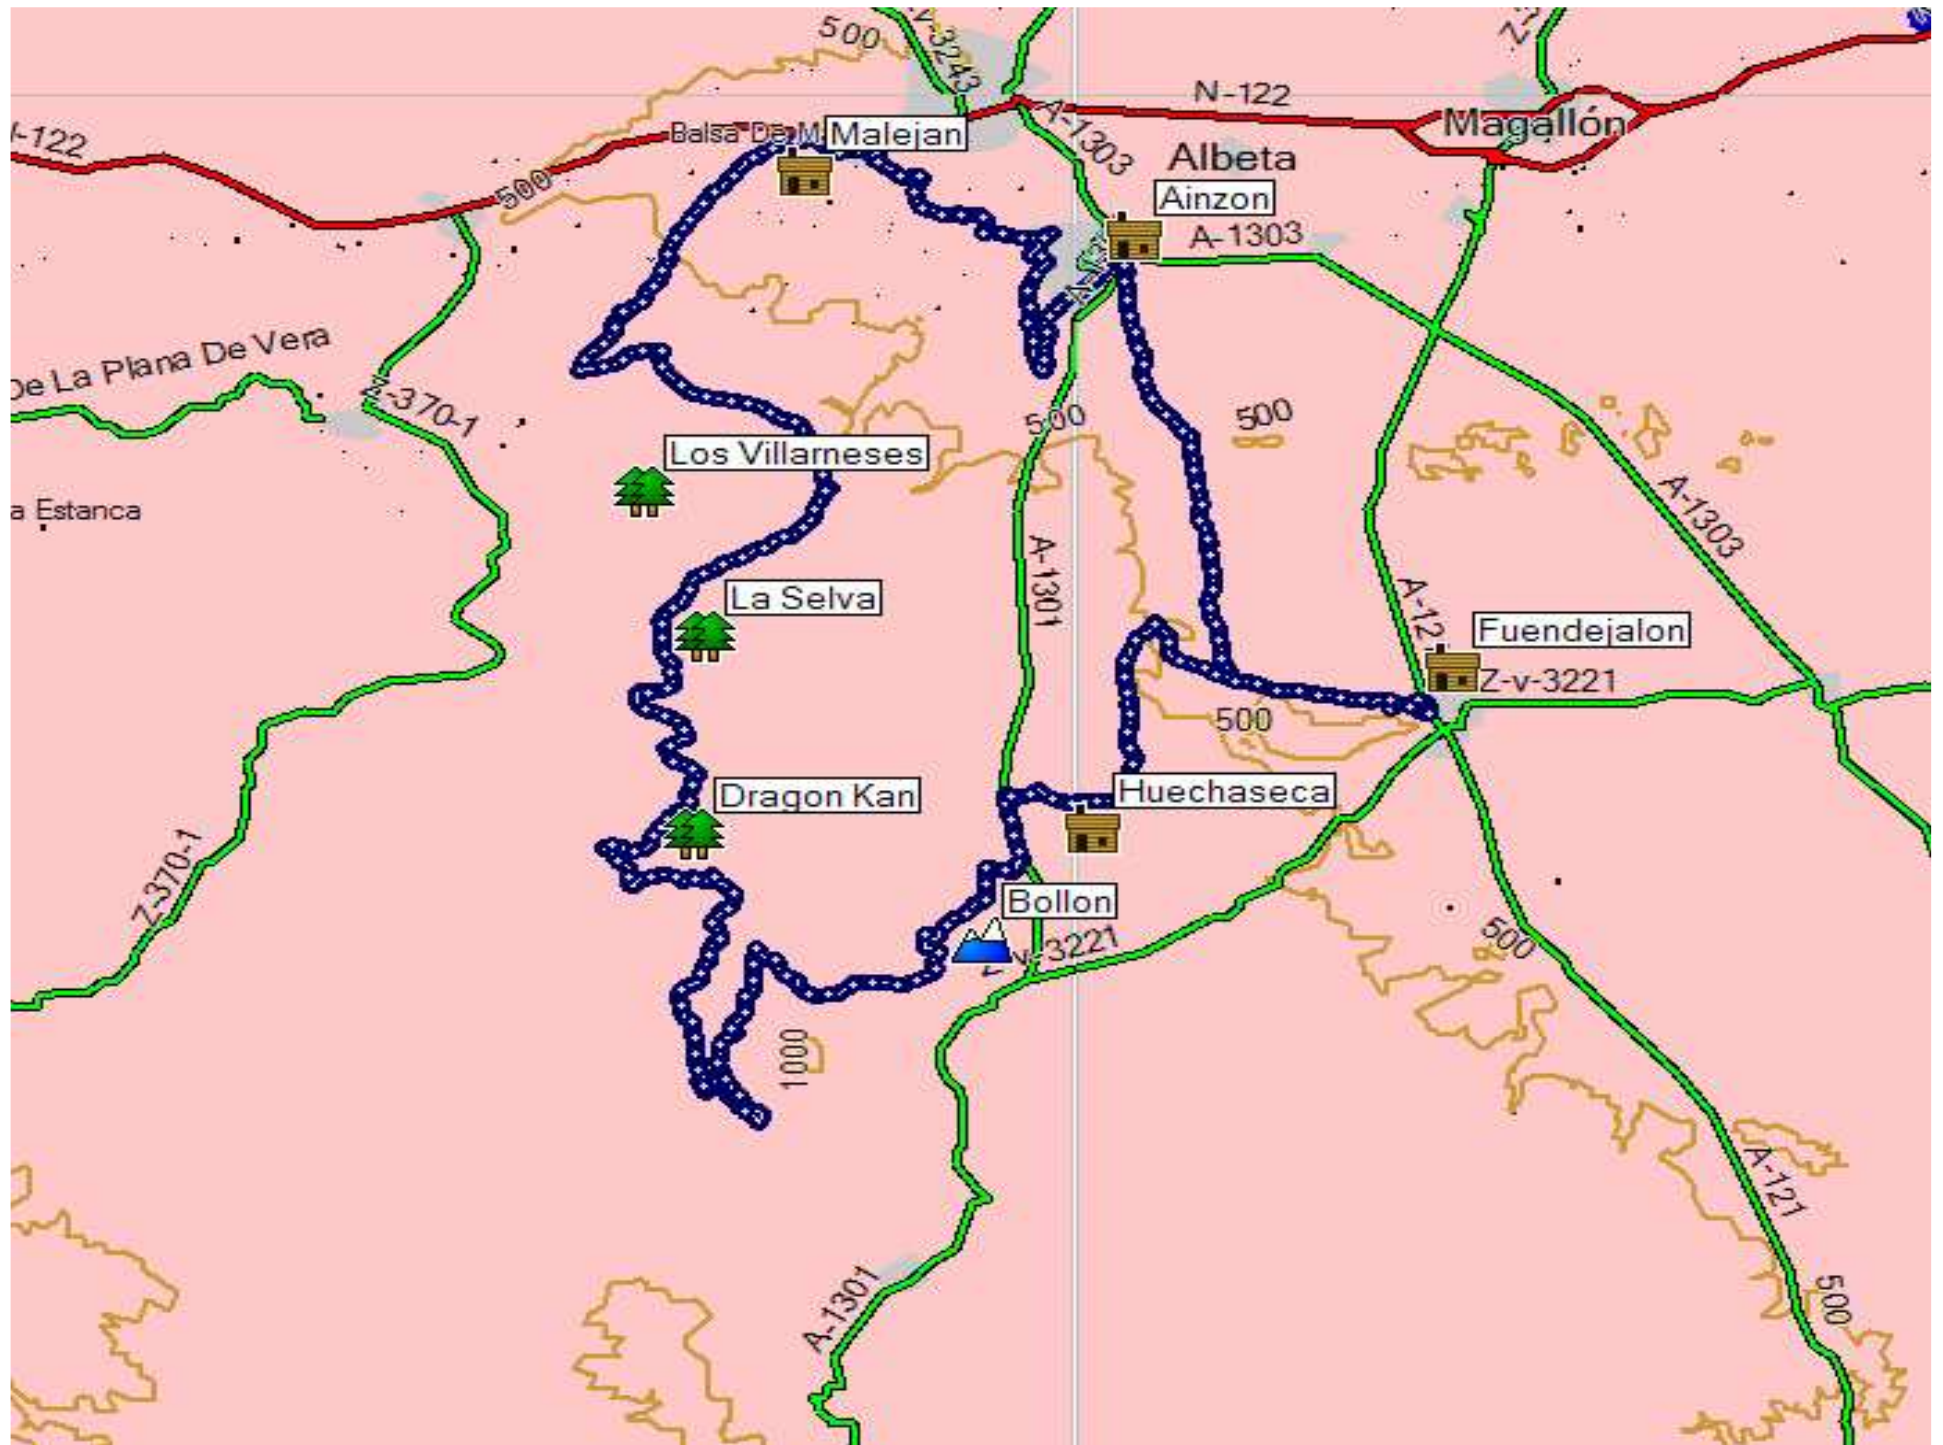 500
v-3243
N-122
Z-
A-1303
Magallón
-122
Balsa De M
Malejan
Albeta
500
Ainzon
A-1303
De La Plana De Vera
Z-370-1
500
500
Los Villarneses
A-1303
a Estanca
A-1301
La Selva
A-12
Fuendejalon
Z-v-3221
500
Dragon Kan
Huechaseca
Z-370-1
Bollon
v-3221
500
1000
A-121
A-1301
500